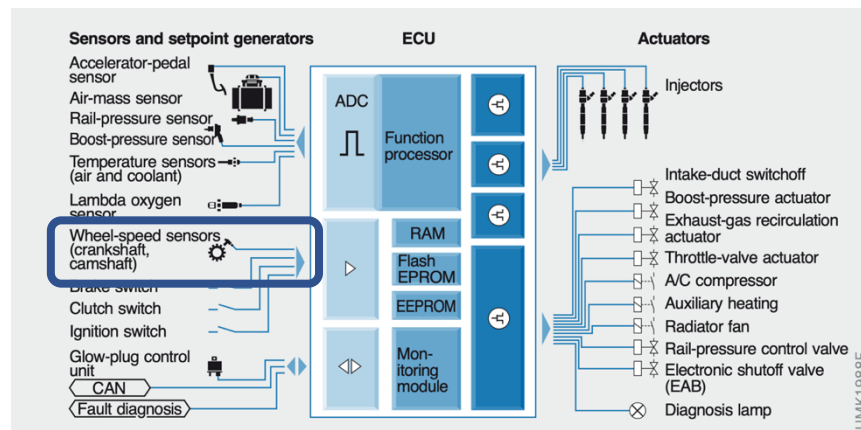 Sensors and setpoint generators
ECU
Actuators
Accelerator-pedal
sensor
Air-mass sensor
Rail-pressure sensor
Boost-pressure sensor
Temperature sensors
(air and coolant)
Lambda oxygen
sensor
Wheel-speed sensors
(crankshaft,
camshaft)
Brake switch
Clutch switch
Ignition switch
Glow-plug control
unit
CAN
Fault diagnosis
ADC
Function
processor
RAM
Flash
EPROM
EEPROM
Mon-
itoring
module
Injectors
Intake-duct switchoff
Boost-pressure actuator
Exhaust-gas recirculation
actuator
Throttle-valve actuator
A/C compressor
Auxiliary heating
Radiator fan
Rail-pressure control valve
Electronic shutoff valve
(EAB)
Diagnosis lamp